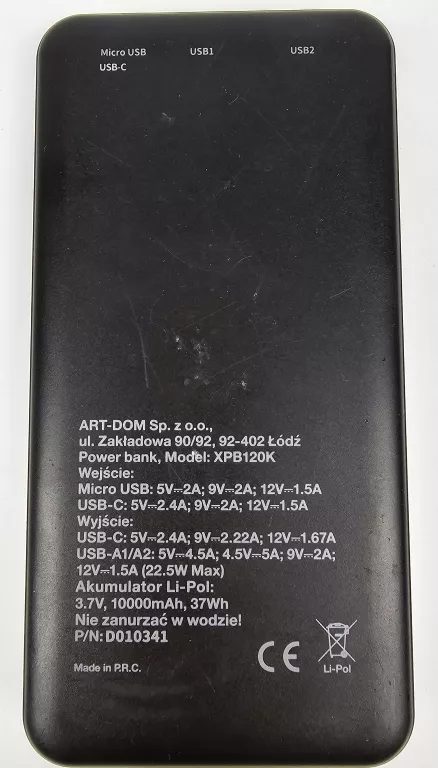 Micro USB USB1 USB2
USB-C
ART-DOM Sp. z o.o.,
ul. Zakładowa 90/92, 92-402 Łódź
Power bank, Model: XPB120K
Wejście:
Micro USB: 5V⎓2A; 9V⎓2A; 12V⎓1.5A
USB-C: 5V⎓2.4A; 9V⎓2A; 12V⎓1.5A
Wyjście:
USB-C: 5V⎓2.4A; 9V⎓2.22A; 12V⎓1.67A
USB-A1/A2: 5V⎓4.5A; 4.5V⎓5A; 9V⎓2A;
12V⎓1.5A (22.5W Max)
Akumulator Li-Pol:
3.7V, 10000mAh, 37Wh
Nie zanurzać w wodzie!
P/N: D010341
Made in P.R.C.
CE
Li-Pol